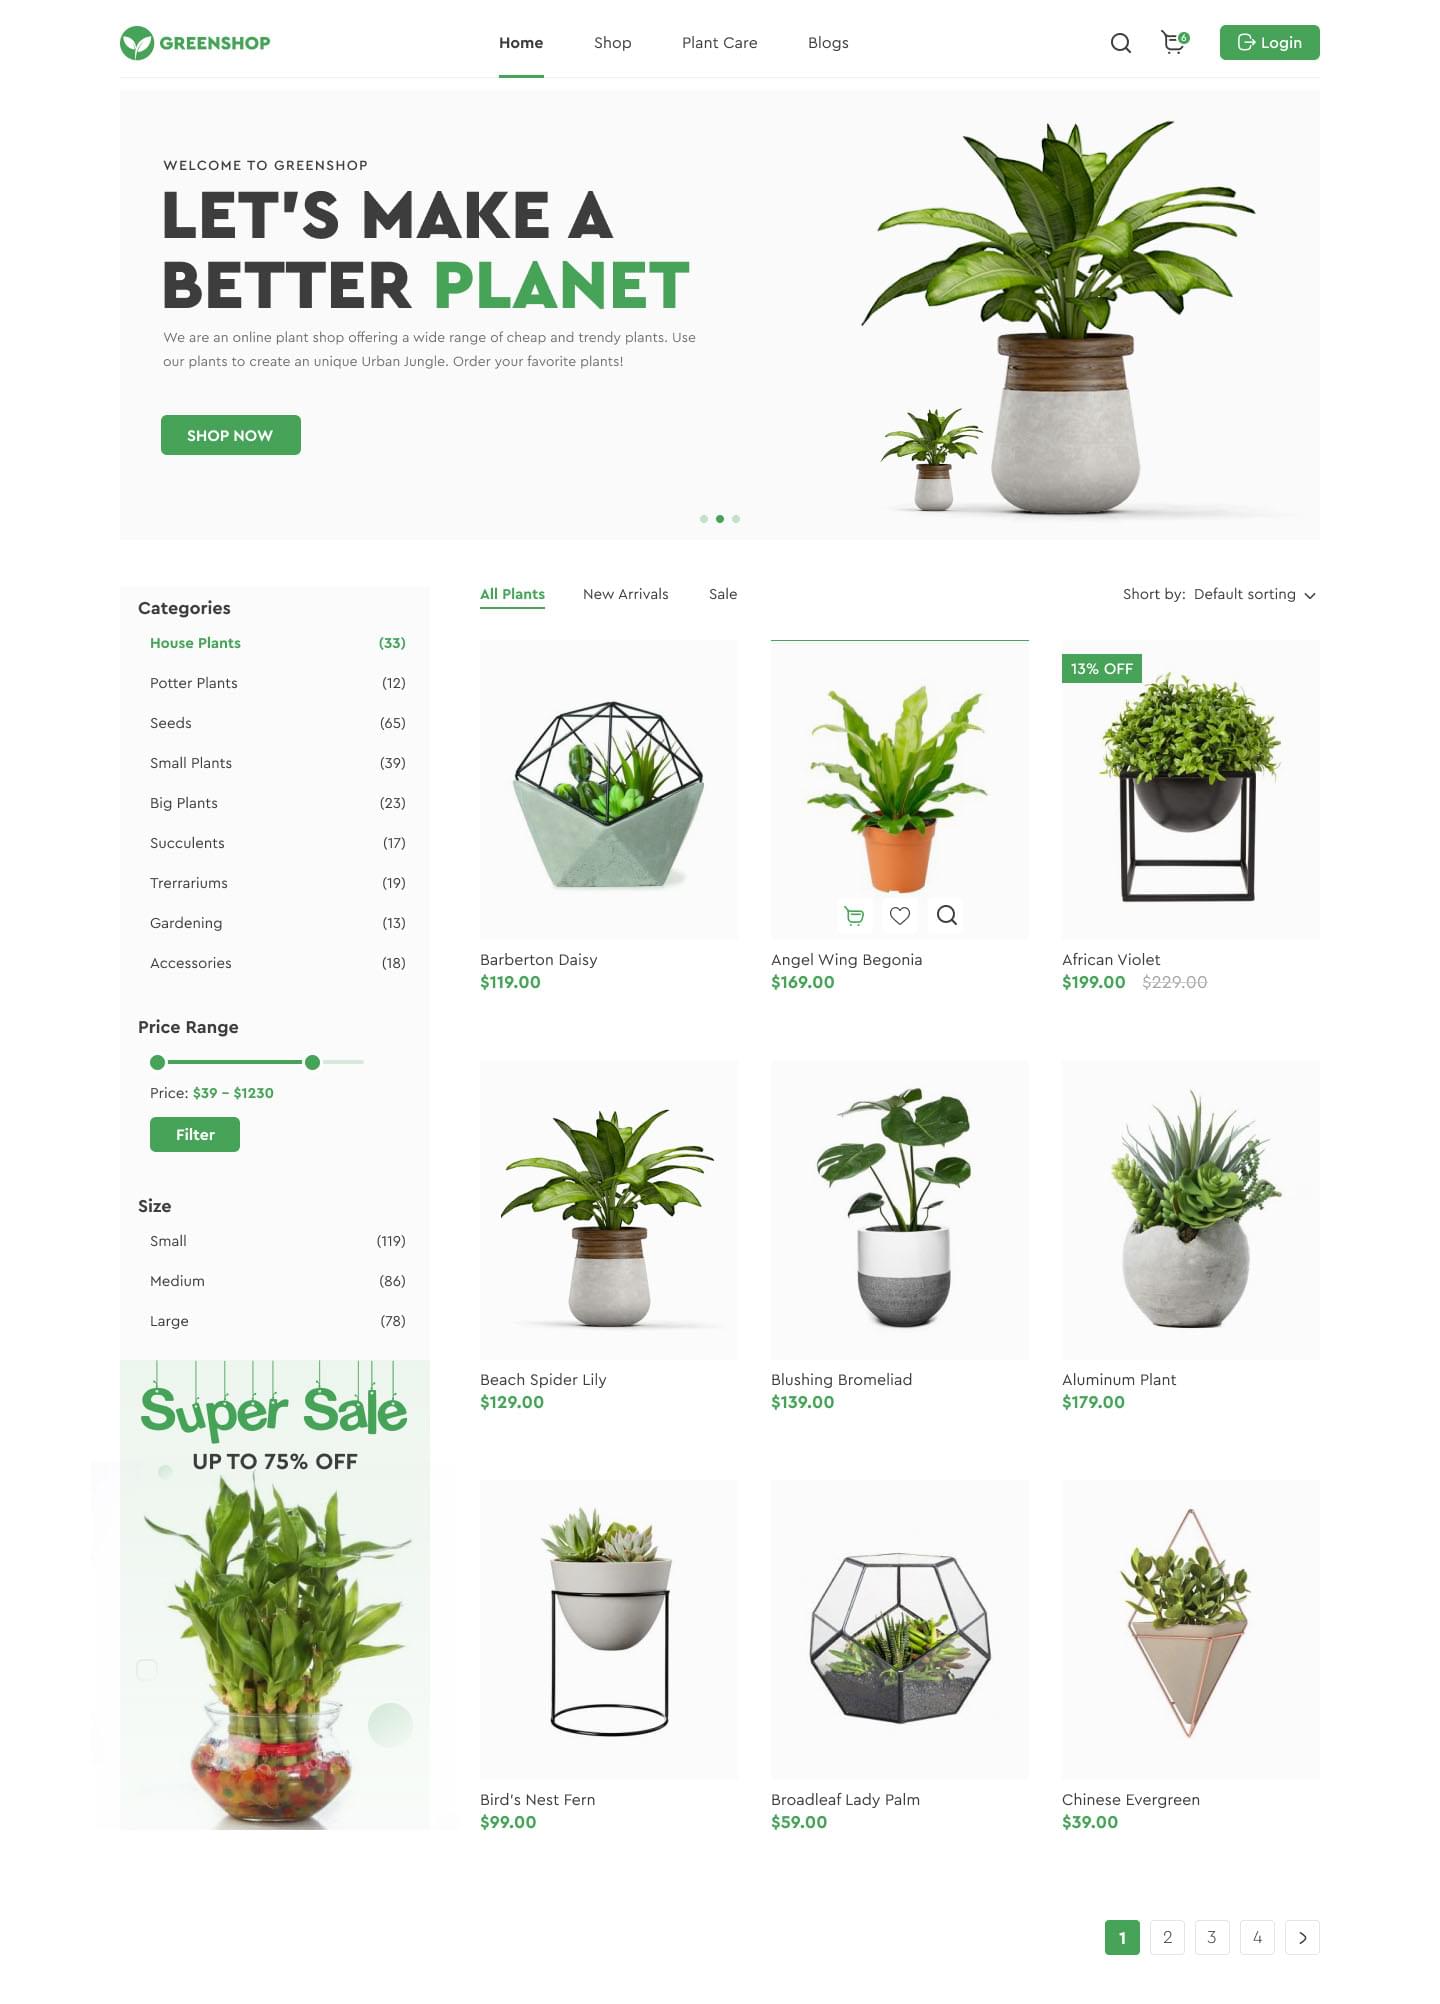 GREENSHOP
Home
Shop
Plant Care
Blogs
6
Login
WELCOME TO GREENSHOP
LET'S MAKE A
BETTER PLANET
We are an online plant shop offering a wide range of cheap and trendy plants. Use
our plants to create an unique Urban Jungle. Order your favorite plants!
SHOP NOW
Categories
House Plants (33)
Potter Plants (12)
Seeds (65)
Small Plants (39)
Big Plants (23)
Succulents (17)
Trerrariums (19)
Gardening (13)
Accessories (18)
Price Range
Price: $39 – $1230
Filter
Size
Small (119)
Medium (86)
Large (78)
Super Sale
UP TO 75% OFF
All Plants
New Arrivals
Sale
Short by: Default sorting
13% OFF
Barberton Daisy
$119.00
Angel Wing Begonia
$169.00
African Violet
$199.00 $229.00
Beach Spider Lily
$129.00
Blushing Bromeliad
$139.00
Aluminum Plant
$179.00
Bird's Nest Fern
$99.00
Broadleaf Lady Palm
$59.00
Chinese Evergreen
$39.00
1
2
3
4